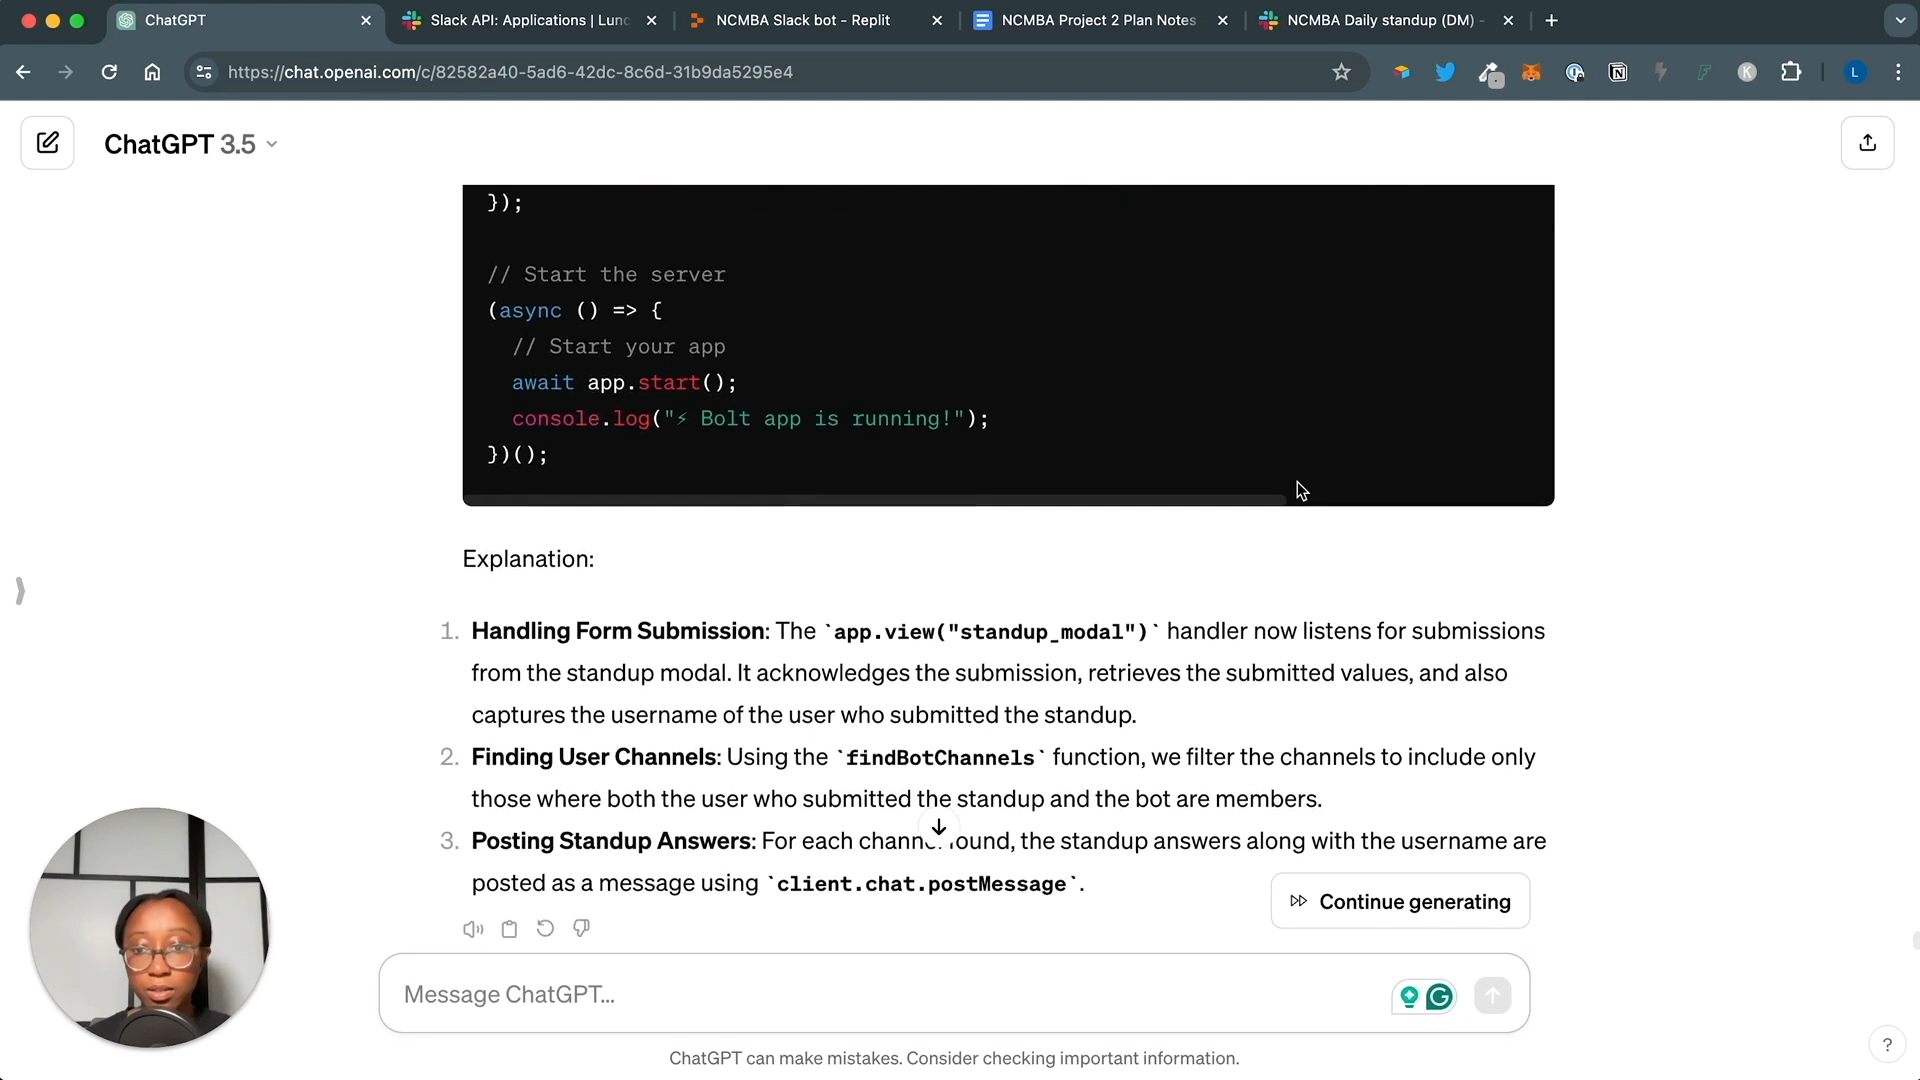 ChatGPT
Slack API: Applications | Lunc
NCMBA Slack bot - Replit
NCMBA Project 2 Plan Notes
NCMBA Daily standup (DM) -
https://chat.openai.com/c/82582a40-5ad6-42dc-8c6d-31b9da5295e4
L
ChatGPT 3.5
});
// Start the server
(async () => {
// Start your app
await app.start();
console.log("⚡ Bolt app is running!");
})();
Explanation:
1. Handling Form Submission: The `app.view("standup_modal")` handler now listens for submissions
from the standup modal. It acknowledges the submission, retrieves the submitted values, and also
captures the username of the user who submitted the standup.
2. Finding User Channels: Using the `findBotChannels` function, we filter the channels to include only
those where both the user who submitted the standup and the bot are members.
3. Posting Standup Answers: For each channel found, the standup answers along with the username are
posted as a message using `client.chat.postMessage`.
Continue generating
Message ChatGPT...
ChatGPT can make mistakes. Consider checking important information.
?